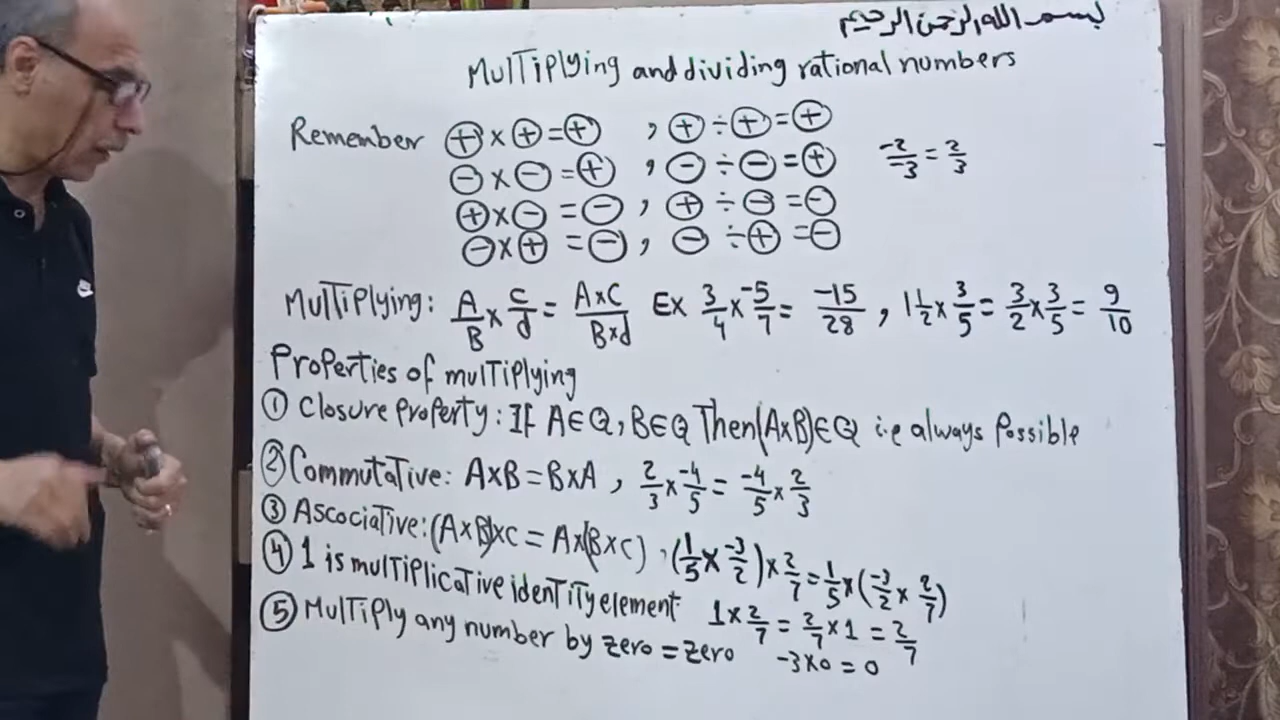 بسم الله الرحمن الرحيم
Multiplying and dividing rational numbers
Remember ⊕ × ⊕ = ⊕ , ⊕ ÷ ⊕ = ⊕
⊖ × ⊖ = ⊕ , ⊖ ÷ ⊖ = ⊕ -2/-3 = 2/3
⊕ × ⊖ = ⊖ , ⊕ ÷ ⊖ = ⊖
⊖ × ⊕ = ⊖ , ⊖ ÷ ⊕ = ⊖
Multiplying: A/B × c/d = A×C/B×d Ex 3/4 × -5/7 = -15/28 , 1 1/2 × 3/5 = 3/2 × 3/5 = 9/10
Properties of multiplying
① Closure Property: If A∈Q, B∈Q Then (A×B)∈Q i.e always Possible
② Commutative: A×B = B×A , 2/3 × -4/5 = -4/5 × 2/3
③ Ascociative: (A×B)×C = A×(B×C) , (1/5 × -3/2) × 2/7 = 1/5 × (-3/2 × 2/7)
④ 1 is multiplicative identity element 1 × 2/7 = 2/7 × 1 = 2/7
⑤ Multiply any number by zero = zero -3×0 = 0